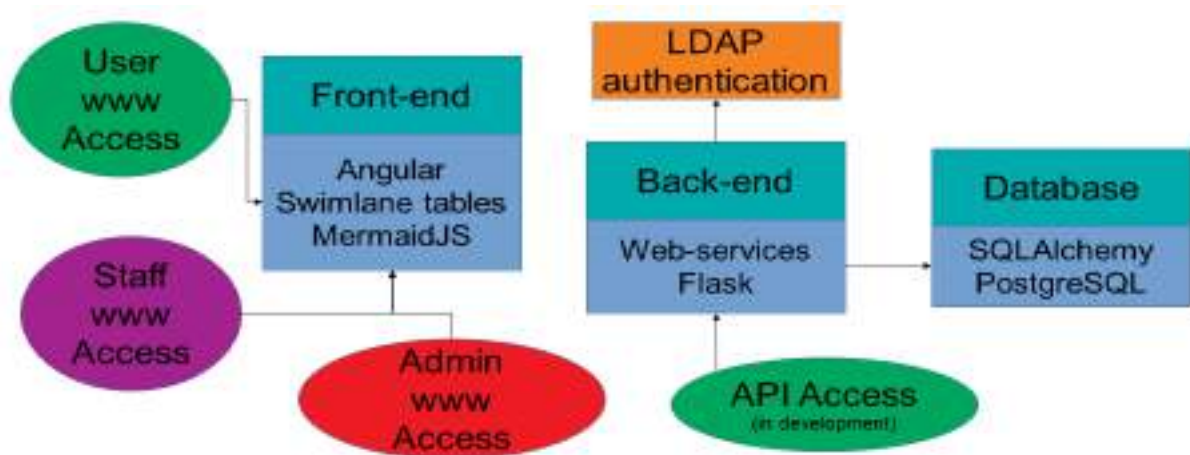 User
www
Access
Front-end
Angular
Swimlane tables
MermaidJS
Staff
www
Access
Admin
www
Access
LDAP
authentication
Back-end
Web-services
Flask
Database
SQLAlchemy
PostgreSQL
API Access
(in development)